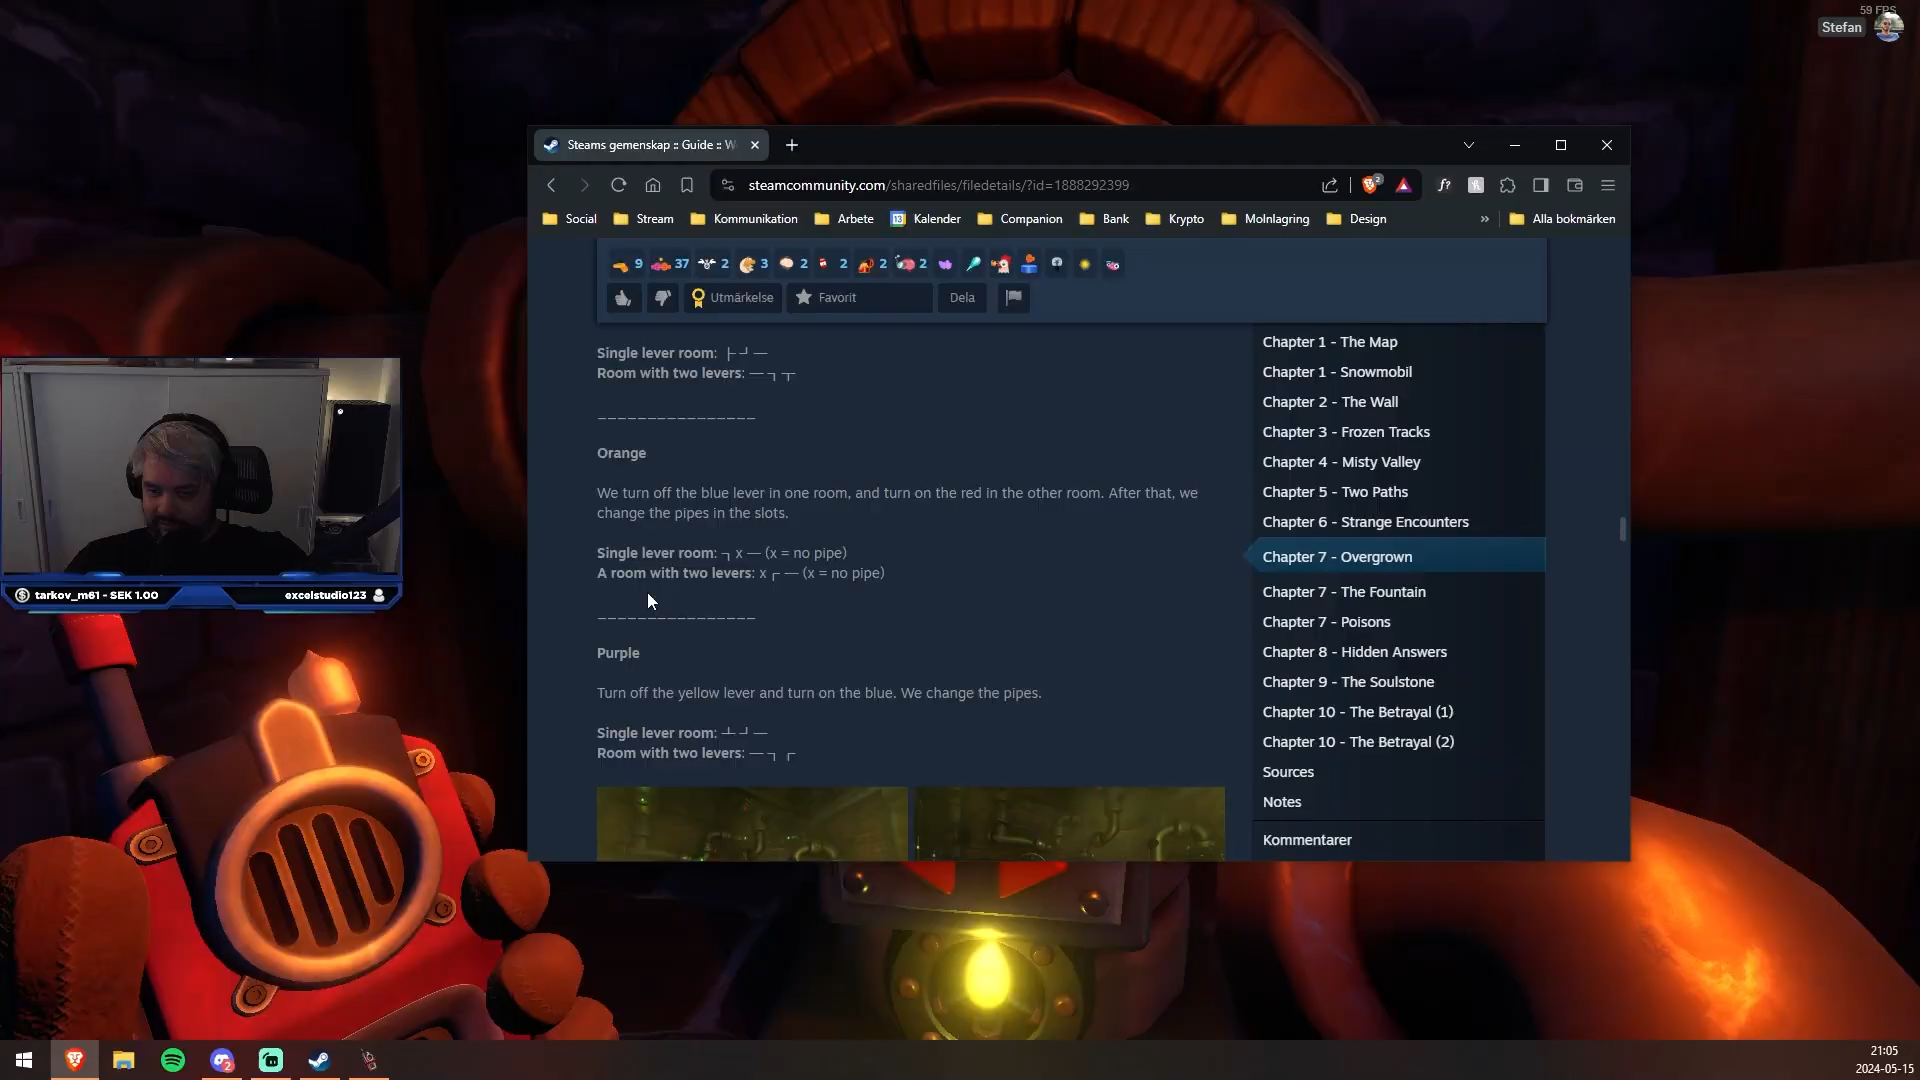 59 FPS
Stefan
Steams gemenskap :: Guide :: W
steamcommunity.com/sharedfiles/filedetails/?id=1888292399
2
f?
Social Stream Kommunikation Arbete 13 Kalender Companion Bank Krypto Molnlagring Design » Alla bokmärken
9 37 2 3 2 2 2 2
Utmärkelse Favorit Dela
Single lever room: ├ ┘ —
Room with two levers: — ┐ ┬
_ _ _ _ _ _ _ _ _ _ _ _ _ _ _ _
Orange
We turn off the blue lever in one room, and turn on the red in the other room. After that, we
change the pipes in the slots.
Single lever room: ┐ x — (x = no pipe)
A room with two levers: x ┌ — (x = no pipe)
_ _ _ _ _ _ _ _ _ _ _ _ _ _ _ _
Purple
Turn off the yellow lever and turn on the blue. We change the pipes.
Single lever room: ┴ ┘ —
Room with two levers: — ┐ ┌
Chapter 1 - The Map
Chapter 1 - Snowmobil
Chapter 2 - The Wall
Chapter 3 - Frozen Tracks
Chapter 4 - Misty Valley
Chapter 5 - Two Paths
Chapter 6 - Strange Encounters
Chapter 7 - Overgrown
Chapter 7 - The Fountain
Chapter 7 - Poisons
Chapter 8 - Hidden Answers
Chapter 9 - The Soulstone
Chapter 10 - The Betrayal (1)
Chapter 10 - The Betrayal (2)
Sources
Notes
Kommentarer
tarkov_m61 - SEK 1.00
excelstudio123
2
21:05
2024-05-15